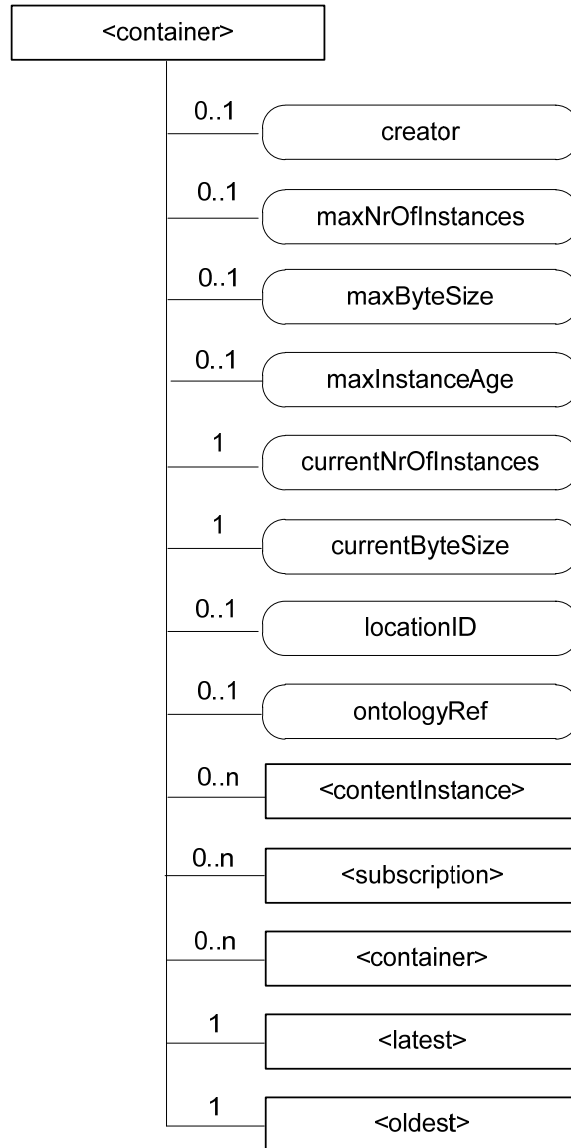 <container>
0..1
creator
0..1
maxNrOfInstances
0..1
maxByteSize
0..1
maxInstanceAge
1
currentNrOfInstances
1
currentByteSize
0..1
locationID
0..1
ontologyRef
0..n
<contentInstance>
0..n
<subscription>
0..n
<container>
1
<latest>
1
<oldest>